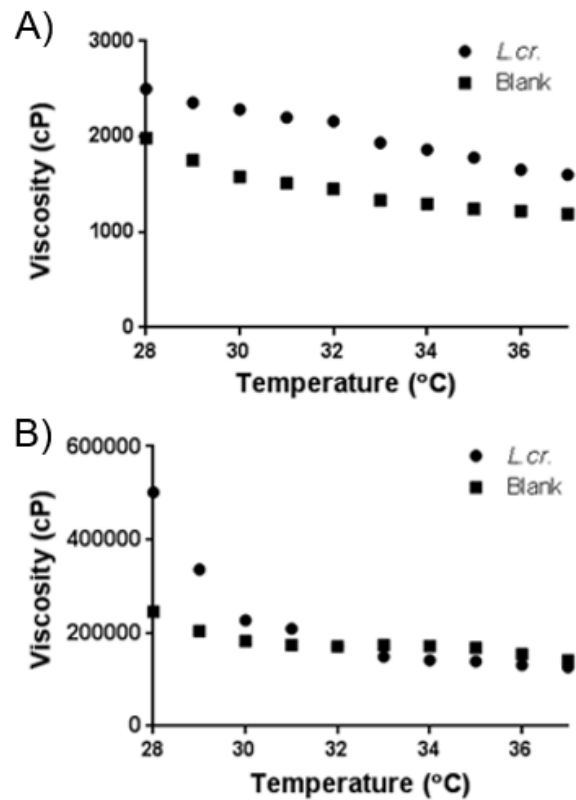 A)
3000
2000
1000
0
Viscosity (cP)
L.cr.
Blank
28 30 32 34 36
Temperature (°C)
B)
600000
400000
200000
0
Viscosity (cP)
L.cr.
Blank
28 30 32 34 36
Temperature (°C)